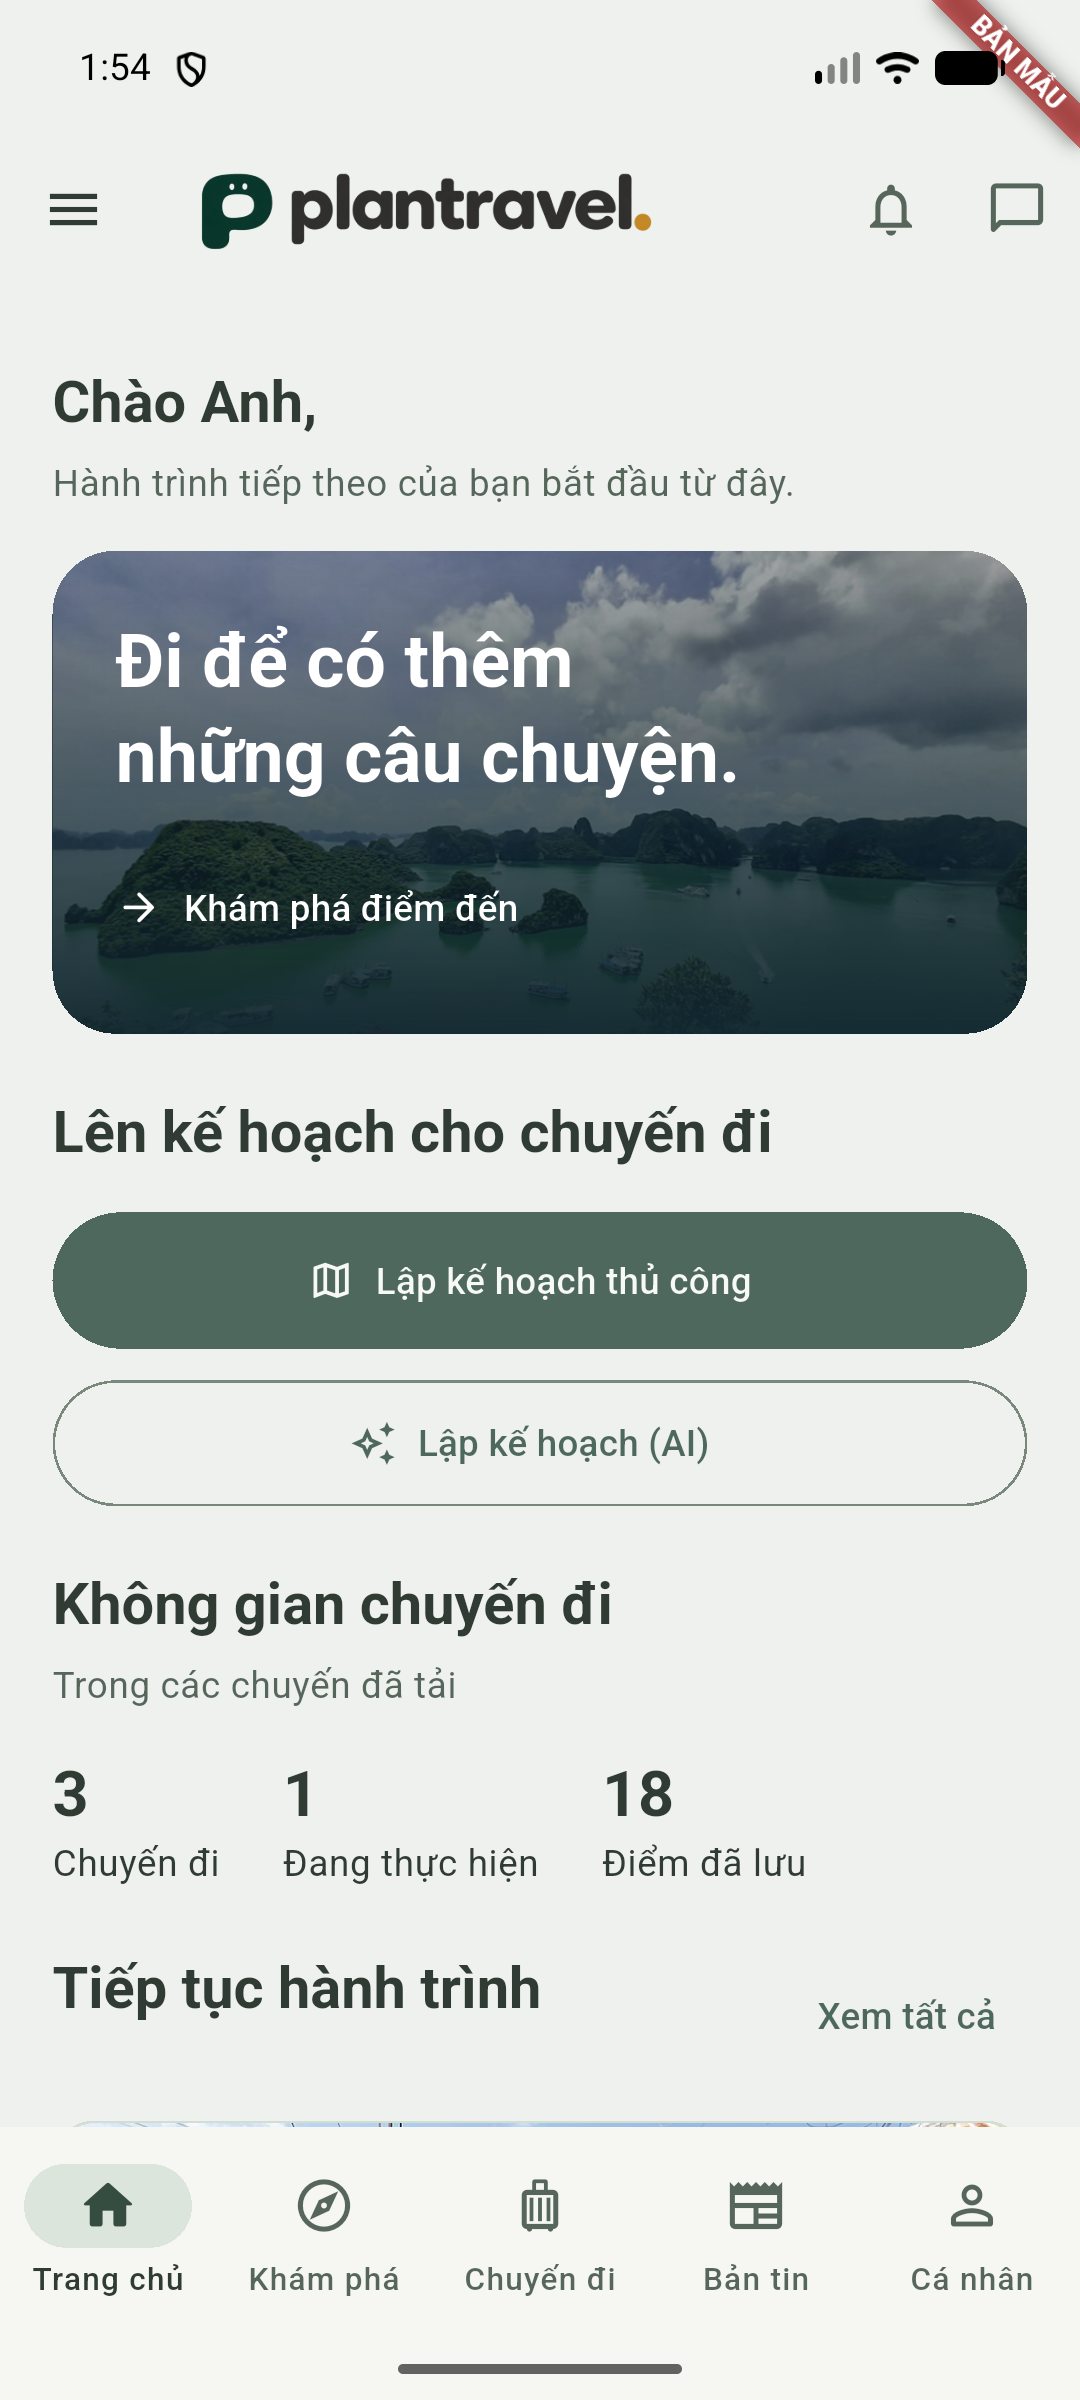 1:54
BẢN MẪU
plantravel.
Chào Anh,
Hành trình tiếp theo của bạn bắt đầu từ đây.
Đi để có thêm
những câu chuyện.
Khám phá điểm đến
Lên kế hoạch cho chuyến đi
Lập kế hoạch thủ công
Lập kế hoạch (AI)
Không gian chuyến đi
Trong các chuyến đã tải
3 1 18
Chuyến đi Đang thực hiện Điểm đã lưu
Tiếp tục hành trình
Xem tất cả
Trang chủ Khám phá Chuyến đi Bản tin Cá nhân